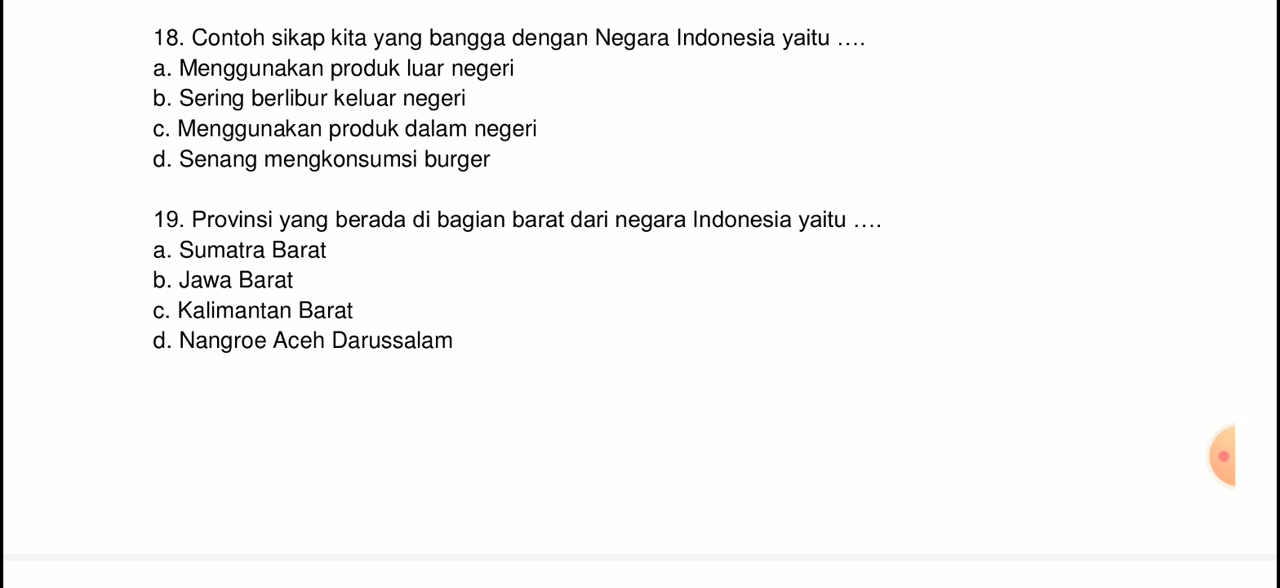 18. Contoh sikap kita yang bangga dengan Negara Indonesia yaitu ….
a. Menggunakan produk luar negeri
b. Sering berlibur keluar negeri
c. Menggunakan produk dalam negeri
d. Senang mengkonsumsi burger
19. Provinsi yang berada di bagian barat dari negara Indonesia yaitu ….
a. Sumatra Barat
b. Jawa Barat
c. Kalimantan Barat
d. Nangroe Aceh Darussalam